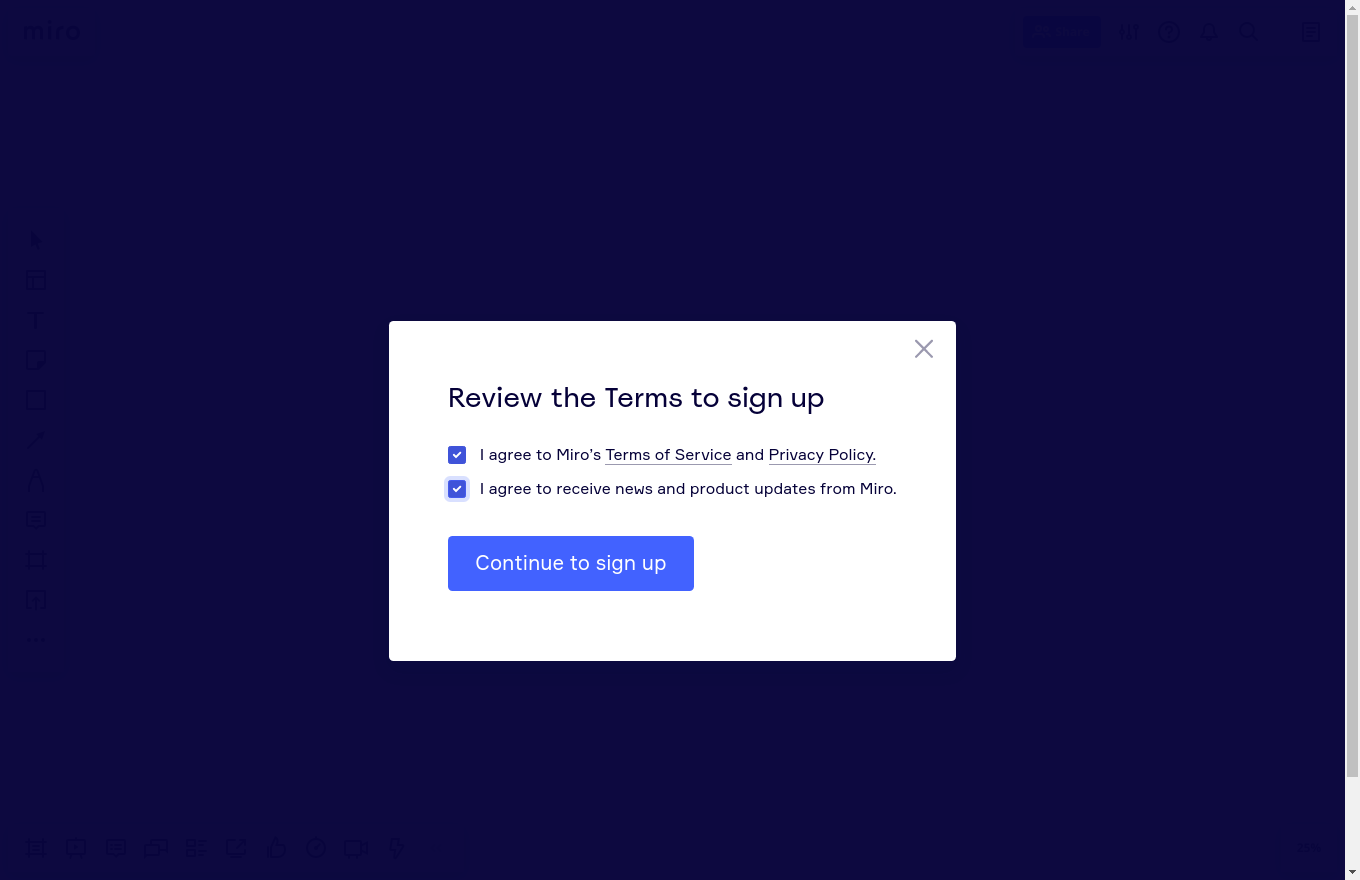 miro
Review the Terms to sign up
I agree to Miro's Terms of Service and Privacy Policy.
I agree to receive news and product updates from Miro.
Continue to sign up